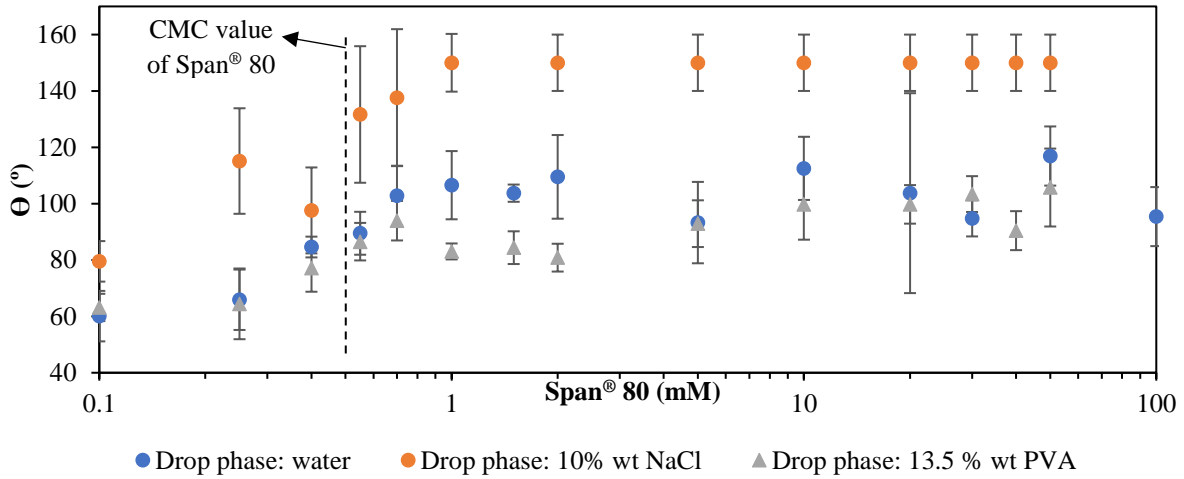 160
140
120
100
80
60
40
Ɵ (º)
CMC value
of Span® 80
0.1
1
10
100
Span® 80 (mM)
Drop phase: water
Drop phase: 10% wt NaCl
Drop phase: 13.5 % wt PVA